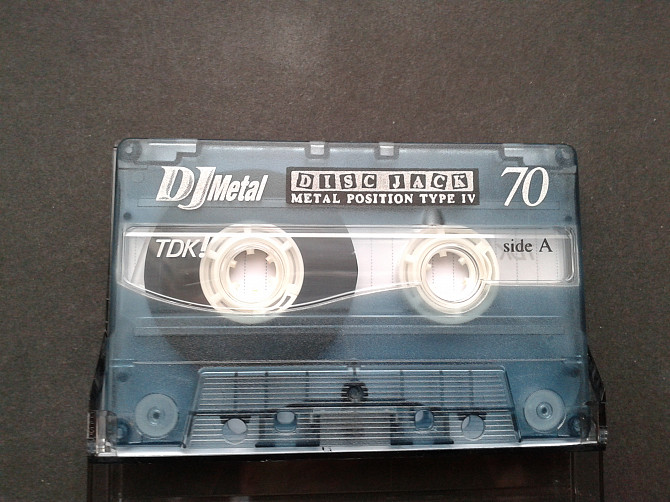 DJ Metal
DISC JACK
METAL POSITION TYPE IV
70
TDK
side A